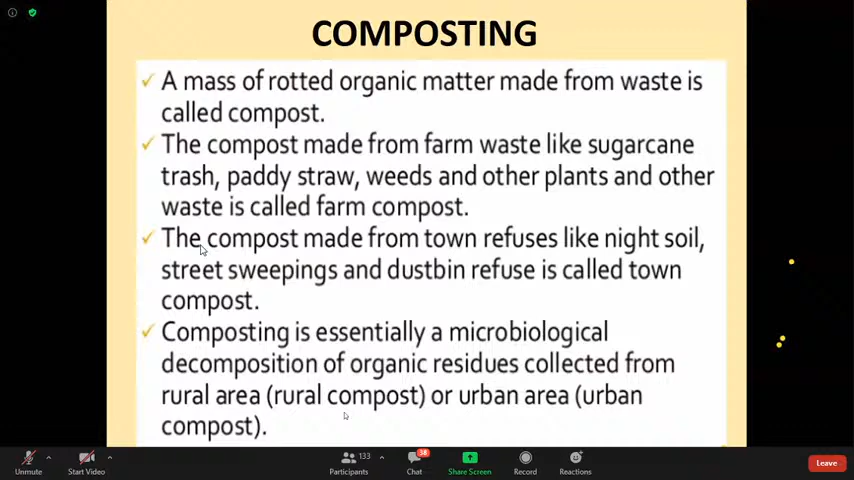 COMPOSTING
✓ A mass of rotted organic matter made from waste is
called compost.
✓ The compost made from farm waste like sugarcane
trash, paddy straw, weeds and other plants and other
waste is called farm compost.
✓ The compost made from town refuses like night soil,
street sweepings and dustbin refuse is called town
compost.
✓ Composting is essentially a microbiological
decomposition of organic residues collected from
rural area (rural compost) or urban area (urban
compost).
133
38
Unmute
Start Video
Participants
Chat
Share Screen
Record
Reactions
Leave